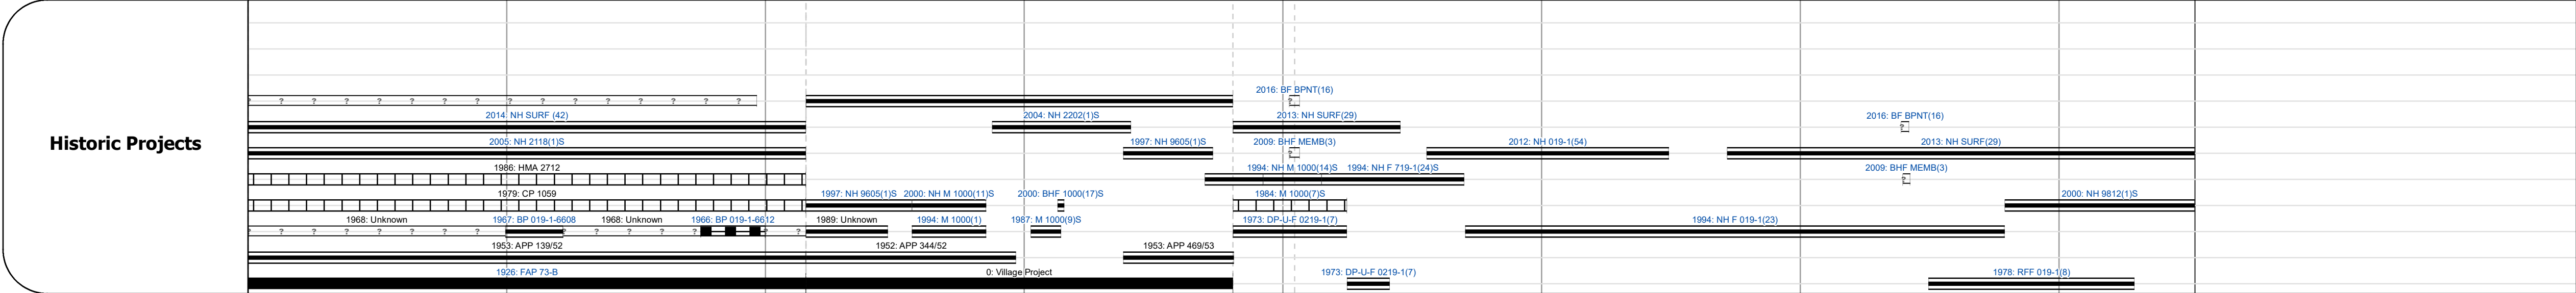 Historic Projects
2016: BF BPNT(16)
? ? ? ? ? ? ? ? ? ? ? ? ? ? ? ? ?
2014: NH SURF (42) 2004: NH 2202(1)S 2013: NH SURF(29) 2016: BF BPNT(16)
?
2005: NH 2118(1)S 1997: NH 9605(1)S 2009: BHF MEMB(3) 2012: NH 019-1(54) 2013: NH SURF(29)
?
1986: HMA 2712 1994: NH M 1000(14)S 1994: NH F 719-1(24)S 2009: BHF MEMB(3)
?
1979: CP 1059 1997: NH 9605(1)S 2000: NH M 1000(11)S 2000: BHF 1000(17)S 1984: M 1000(7)S 2000: NH 9812(1)S
1968: Unknown 1967: BP 019-1-6608 1968: Unknown 1966: BP 019-1-6612 1989: Unknown 1994: M 1000(1) 1987: M 1000(9)S 1973: DP-U-F 0219-1(7) 1994: NH F 019-1(23)
? ? ? ? ? ? ? ? ? ? ? ? ? ? ? ?
1953: APP 139/52 1952: APP 344/52 1953: APP 469/53
1926: FAP 73-B 0: Village Project 1973: DP-U-F 0219-1(7) 1978: RFF 019-1(8)